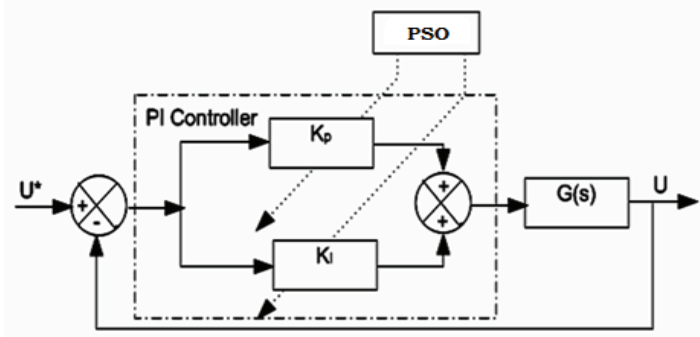 PSO
PI Controller
Kp
U*
+
-
+
+
G(s)
U
KI